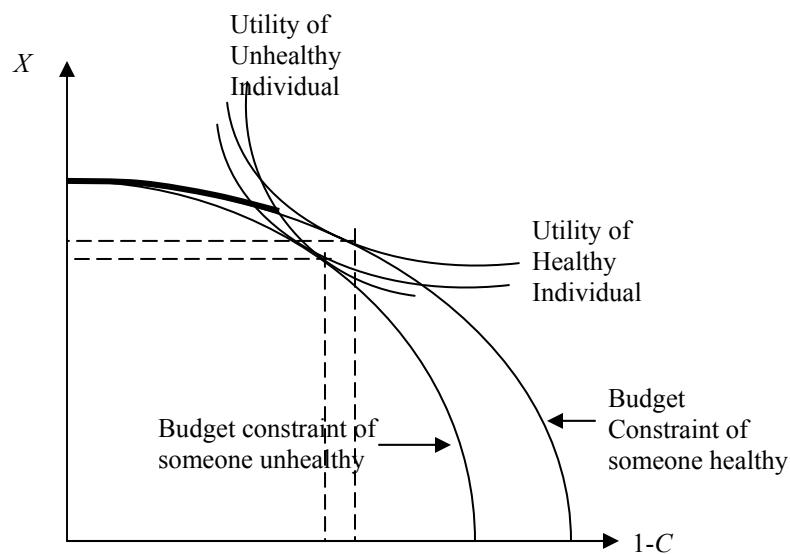 Utility of
Unhealthy
Individual
X
Utility of
Healthy
Individual
Budget
Constraint of
someone healthy
Budget constraint of
someone unhealthy
1-C